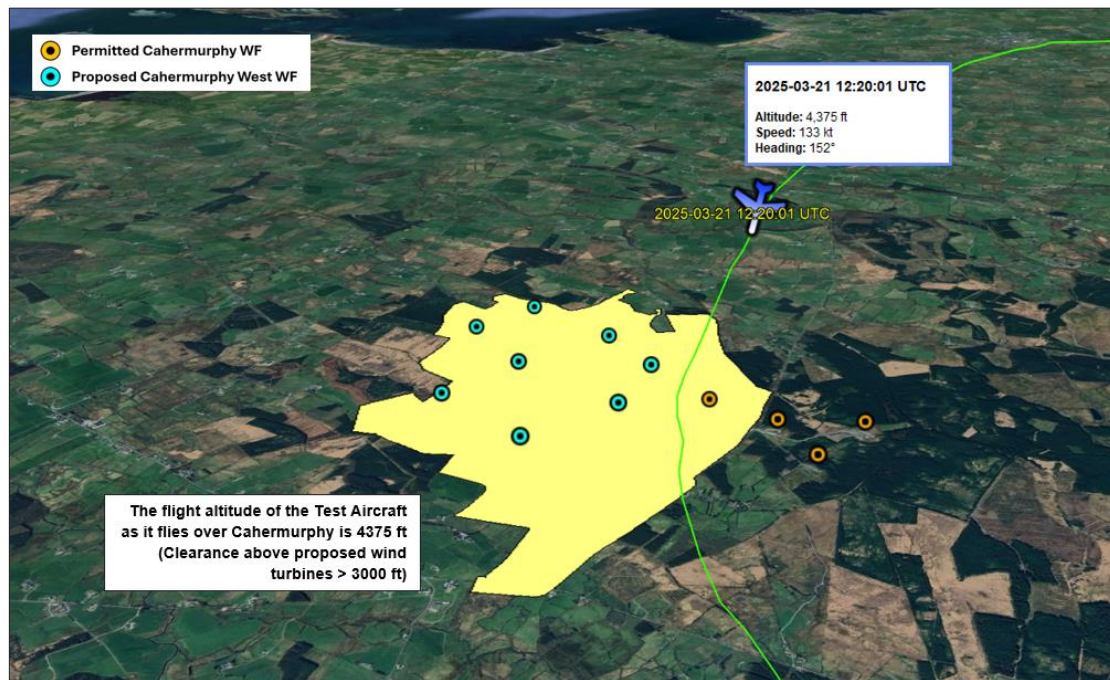 Permitted Cahermurphy WF
Proposed Cahermurphy West WF
2025-03-21 12:20:01 UTC
Altitude: 4,375 ft
Speed: 133 kt
Heading: 152°
2025-03-21 12:20:01 UTC
The flight altitude of the Test Aircraft
as it flies over Cahermurphy is 4375 ft
(Clearance above proposed wind
turbines > 3000 ft)